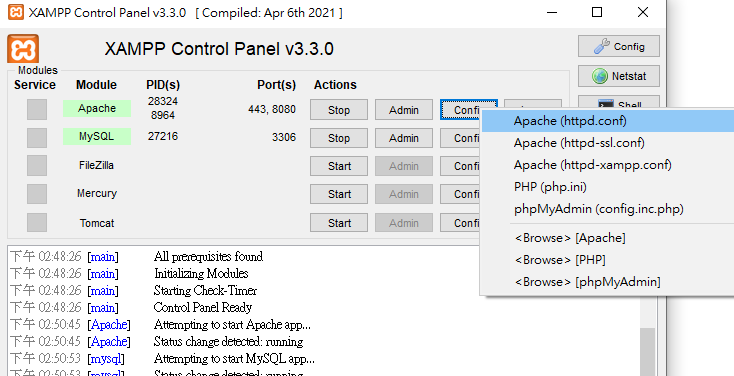 XAMPP Control Panel v3.3.0 [ Compiled: Apr 6th 2021 ]
XAMPP Control Panel v3.3.0
Config
Modules
Service Module PID(s) Port(s) Actions
Netstat
Apache 28324 8964 443, 8080 Stop Admin Config
Shell
MySQL 27216 3306 Stop Admin Config
FileZilla Start Admin Config
Mercury Start Admin Config
Tomcat Start Admin Config
Apache (httpd.conf)
Apache (httpd-ssl.conf)
Apache (httpd-xampp.conf)
PHP (php.ini)
phpMyAdmin (config.inc.php)
<Browse> [Apache]
<Browse> [PHP]
<Browse> [phpMyAdmin]
下午 02:48:26 [main] All prerequisites found
下午 02:48:26 [main] Initializing Modules
下午 02:48:26 [main] Starting Check-Timer
下午 02:48:26 [main] Control Panel Ready
下午 02:50:45 [Apache] Attempting to start Apache app...
下午 02:50:45 [Apache] Status change detected: running
下午 02:50:53 [mysql] Attempting to start MySQL app...
下午 02:50:53 [mysql] Status change detected: running